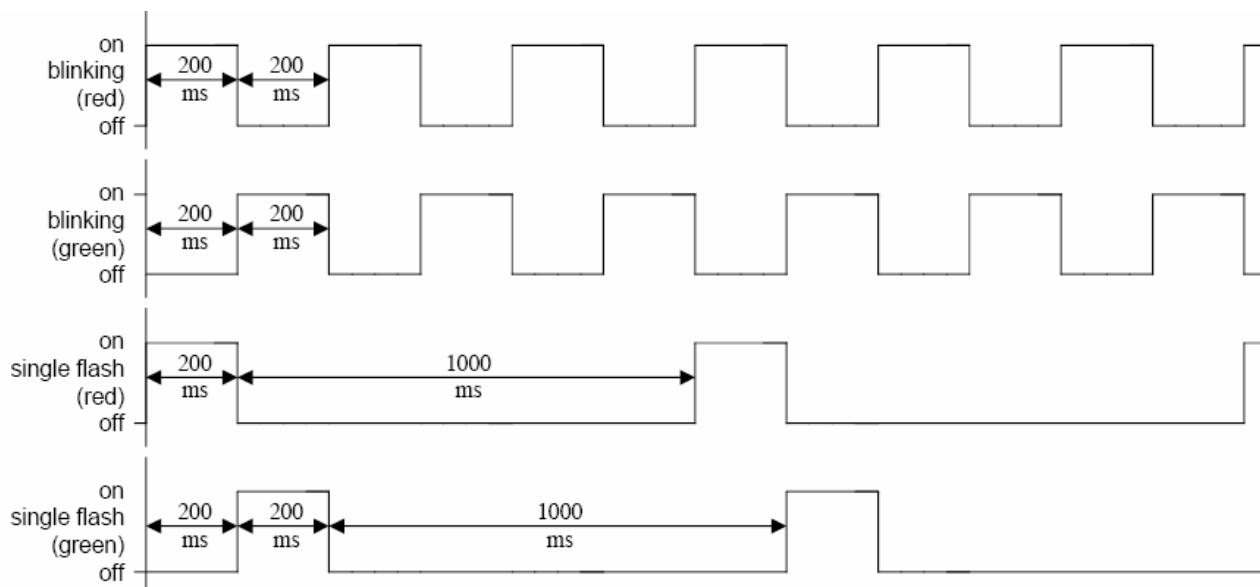 on
blinking
(red)
off
200
ms
200
ms
on
blinking
(green)
off
200
ms
200
ms
on
single flash
(red)
off
200
ms
1000
ms
on
single flash
(green)
off
200
ms
200
ms
1000
ms